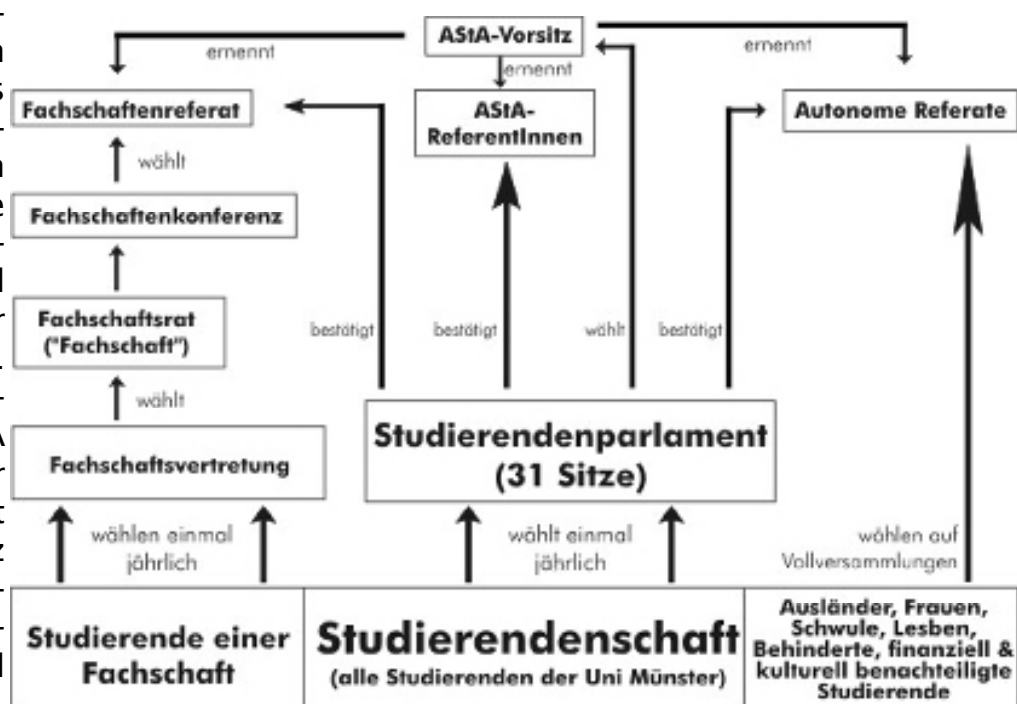 AStA-Vorsitz
ernennt
ernennt
ernennt
Fachschaftenreferat
AStA-
ReferentInnen
Autonome Referate
wählt
Fachschaftenkonferenz
Fachschaftsrat
("Fachschaft")
bestätigt
bestätigt
wählt
bestätigt
wählt
Fachschaftsvertretung
Studierendenparlament
(31 Sitze)
wählen einmal
jährlich
wählt einmal
jährlich
wählen auf
Vollversammlungen
Studierende einer
Fachschaft
Studierendenschaft
(alle Studierenden der Uni Münster)
Ausländer, Frauen,
Schwule, Lesben,
Behinderte, finanziell &
kulturell benachteiligte
Studierende